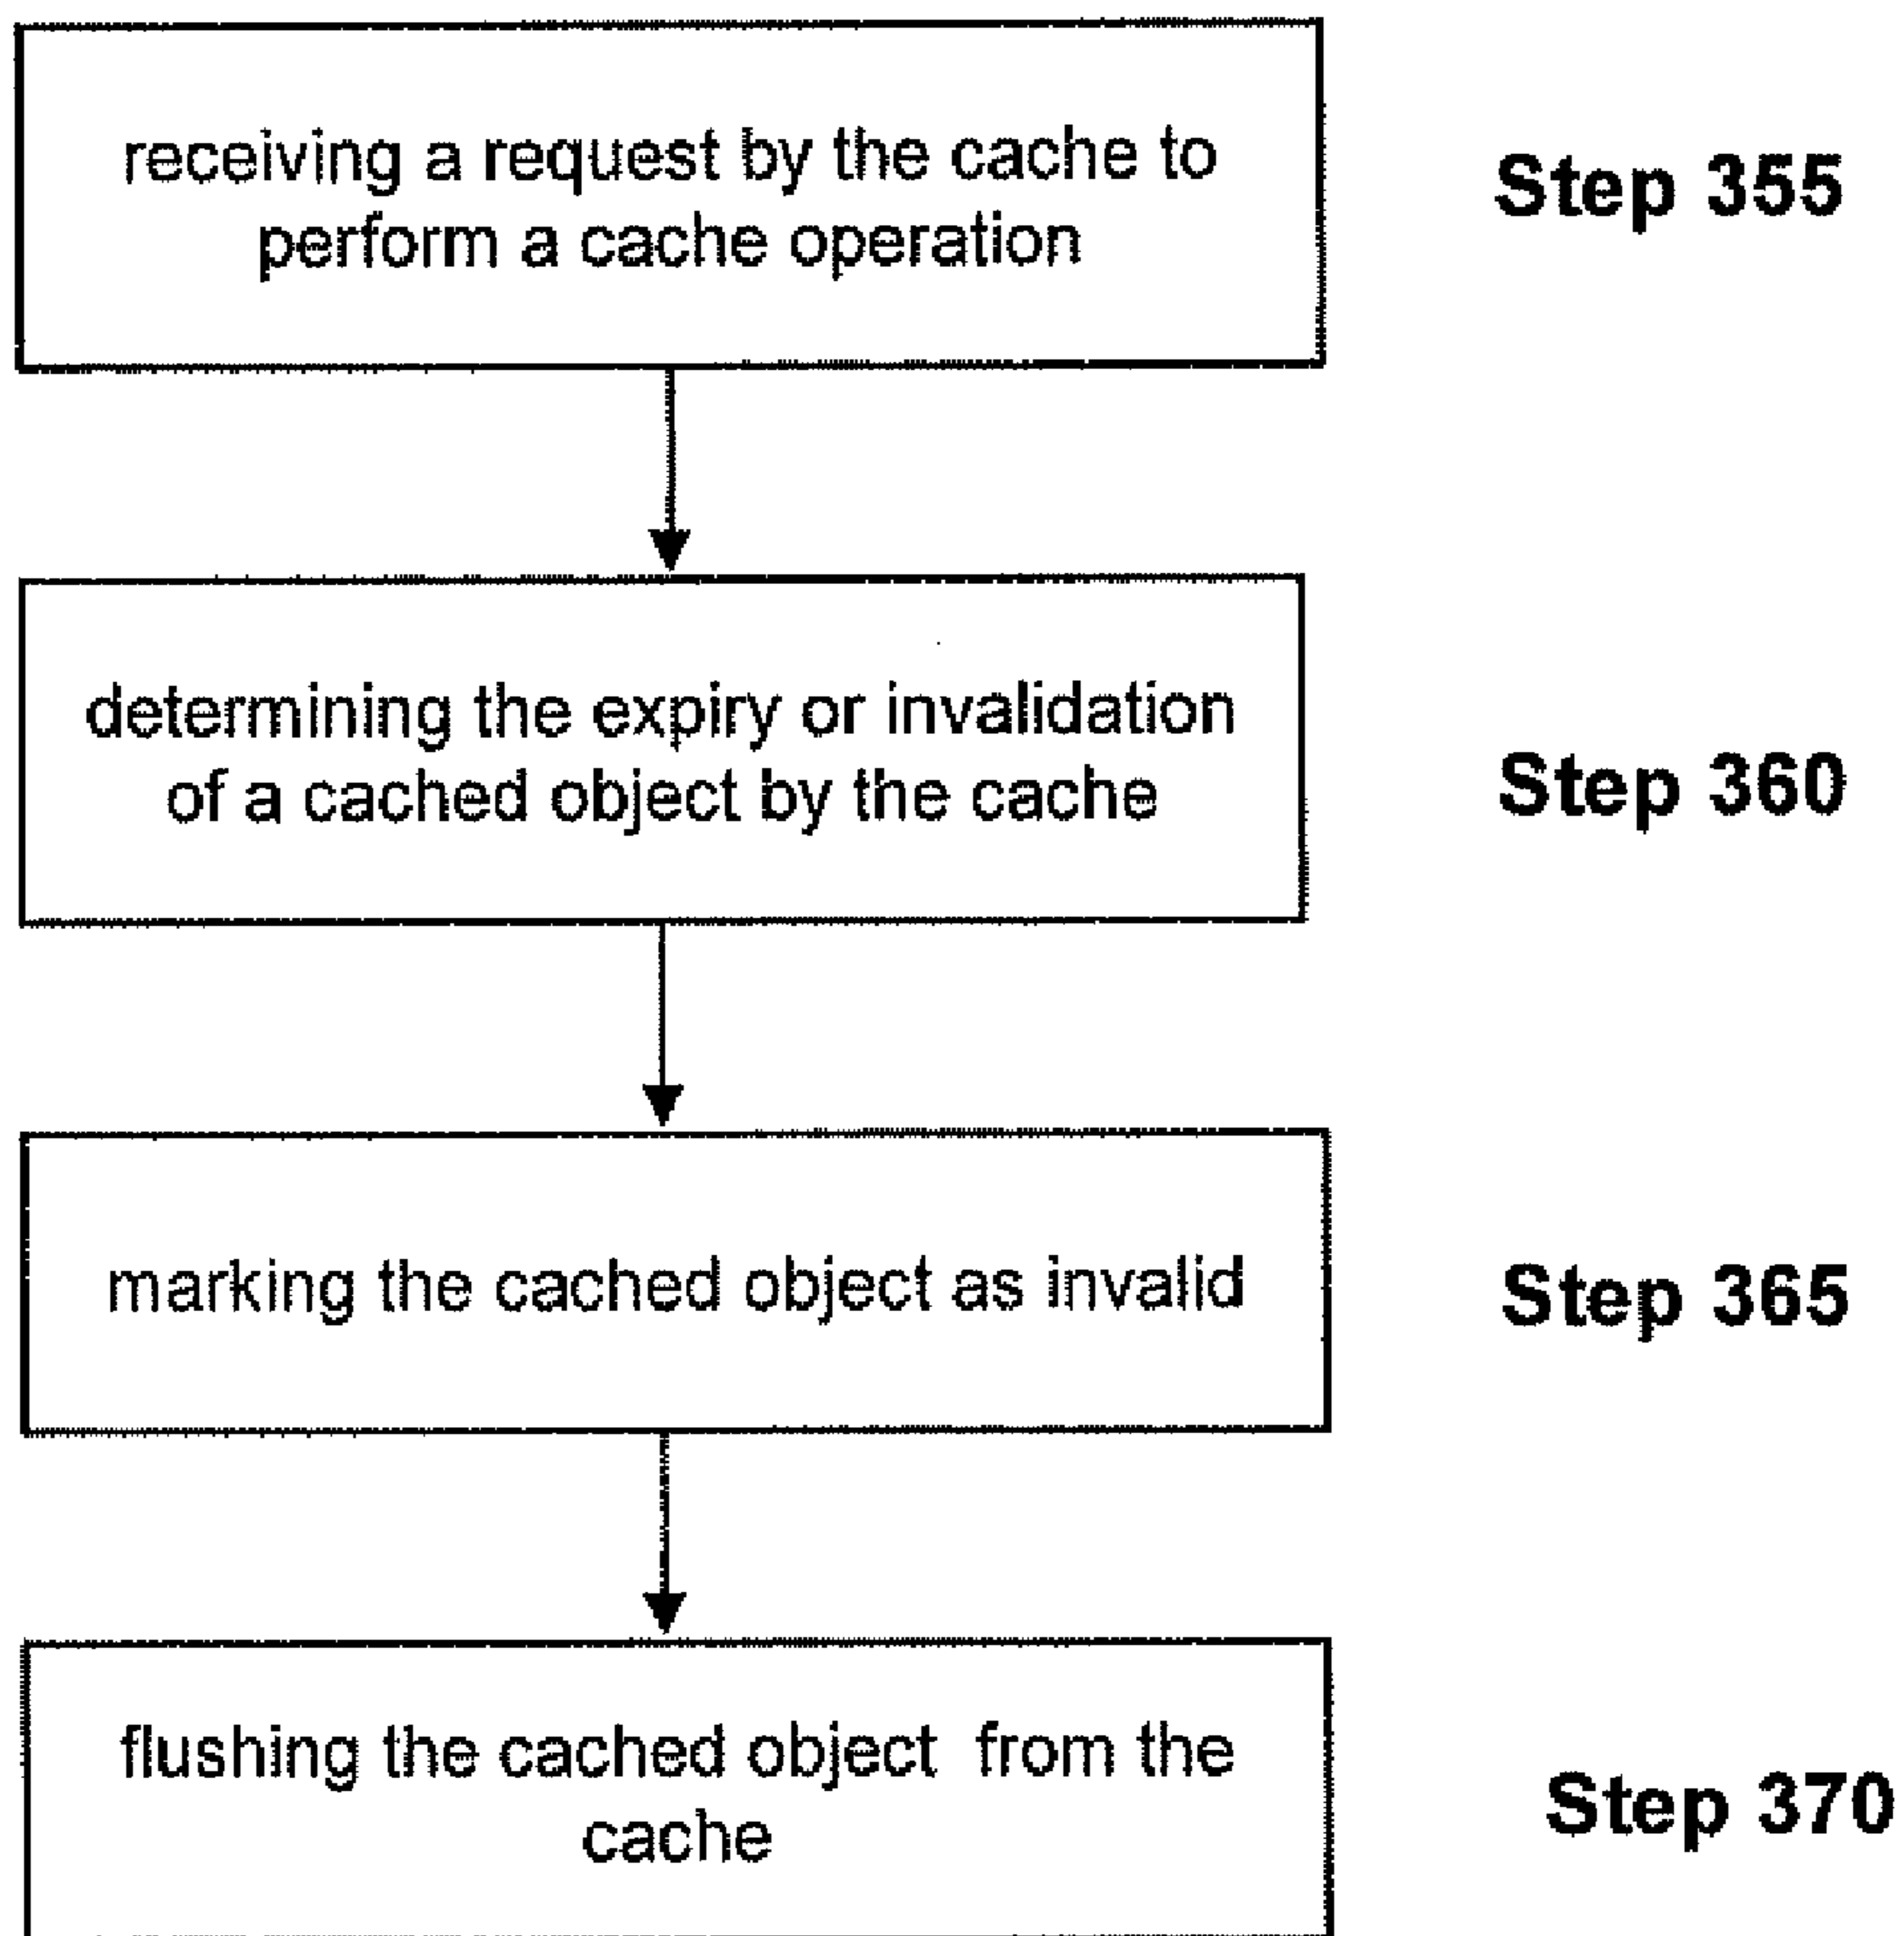 receiving a request by the cache to
perform a cache operation
Step 355
determining the expiry or invalidation
of a cached object by the cache
Step 360
marking the cached object as invalid
Step 365
flushing the cached object from the
cache
Step 370